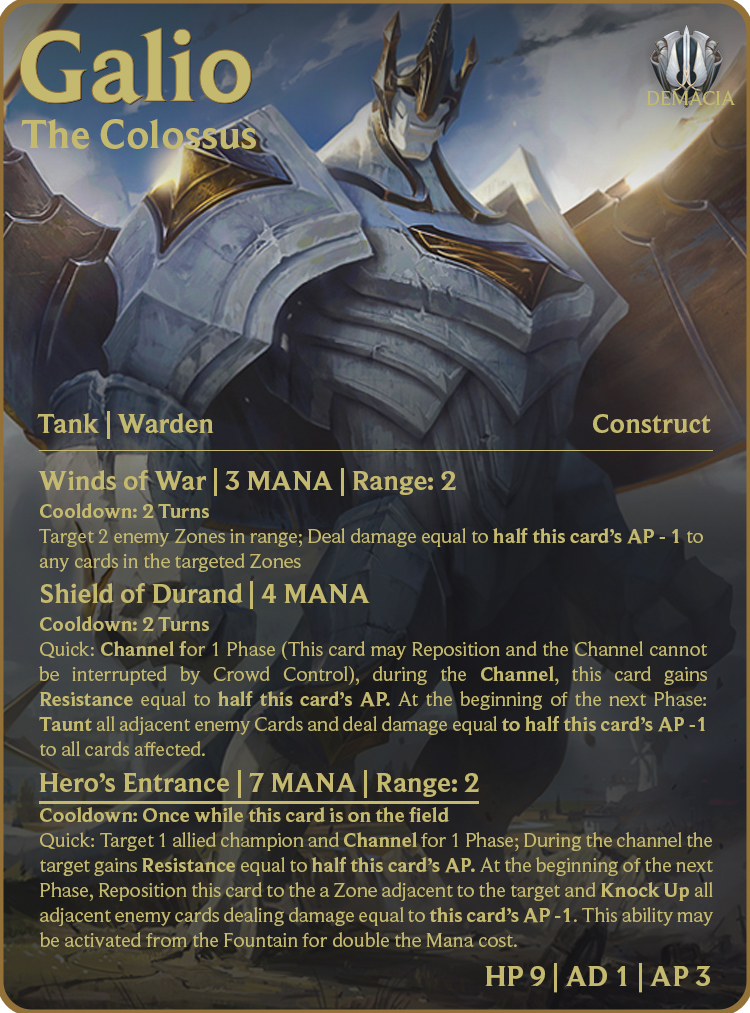 Galio
DEMACIA
The Colossus
Tank | Warden
Construct
Winds of War | 3 MANA | Range: 2
Cooldown: 2 Turns
Target 2 enemy Zones in range; Deal damage equal to half this card's AP - 1 to
any cards in the targeted Zones
Shield of Durand | 4 MANA
Cooldown: 2 Turns
Quick: Channel for 1 Phase (This card may Reposition and the Channel cannot
be interrupted by Crowd Control), during the Channel, this card gains
Resistance equal to half this card's AP. At the beginning of the next Phase:
Taunt all adjacent enemy Cards and deal damage equal to half this card's AP -1
to all cards affected.
Hero's Entrance | 7 MANA | Range: 2
Cooldown: Once while this card is on the field
Quick: Target 1 allied champion and Channel for 1 Phase; During the channel the
target gains Resistance equal to half this card's AP. At the beginning of the next
Phase, Reposition this card to the a Zone adjacent to the target and Knock Up all
adjacent enemy cards dealing damage equal to this card's AP -1. This ability may
be activated from the Fountain for double the Mana cost.
HP 9 | AD 1 | AP 3